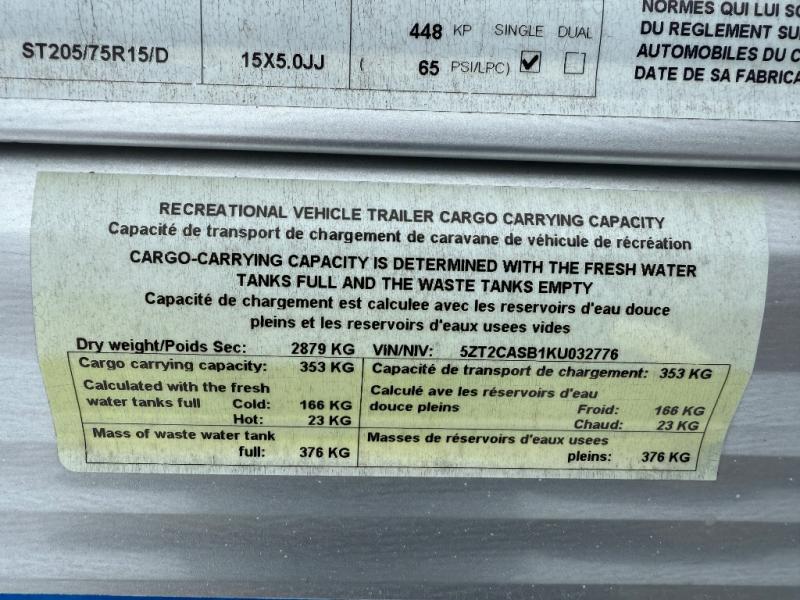 448 KP SINGLE DUAL
ST205/75R15/D 15X5.0JJ ( 65 PSI/LPC)
NORMES QUI LUI
DU REGLEMENT
AUTOMOBILES DU
DATE DE SA
RECREATIONAL VEHICLE TRAILER CARGO CARRYING CAPACITY
Capacité de transport de chargement de caravane de véhicule de récréation
CARGO-CARRYING CAPACITY IS DETERMINED WITH THE FRESH WATER
TANKS FULL AND THE WASTE TANKS EMPTY
Capacité de chargement est calculee avec les reservoirs d'eau douce
pleins et les reservoirs d'eaux usees vides
Dry weight/Poids Sec: 2879 KG VIN/NIV: 5ZT2CASB1KU032776
Cargo carrying capacity: 353 KG
Calculated with the fresh
water tanks full Cold: 166 KG
Hot: 23 KG
Mass of waste water tank
full: 376 KG
Capacité de transport de chargement: 353 KG
Calculé ave les réservoirs d'eau
douce pleins Froid: 166 KG
Chaud: 23 KG
Masses de réservoirs d'eaux usees
pleins: 376 KG